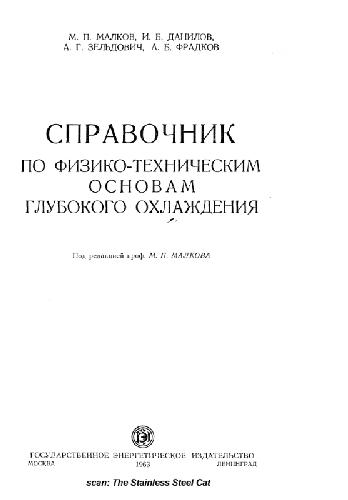 М. П. МАЛКОВ, И. Б. ДАНИЛОВ,
А. Г. ЗЕЛЬДОВИЧ, А. Б. ФРАДКОВ
СПРАВОЧНИК
ПО ФИЗИКО-ТЕХНИЧЕСКИМ
ОСНОВАМ
ГЛУБОКОГО ОХЛАЖДЕНИЯ
Под редакцией проф. М. П. МАЛКОВА
ГОСУДАРСТВЕННОЕ ЭНЕРГЕТИЧЕСКОЕ ИЗДАТЕЛЬСТВО
МОСКВА 1963 ЛЕНИНГРАД
scan: The Stainless Steel Cat